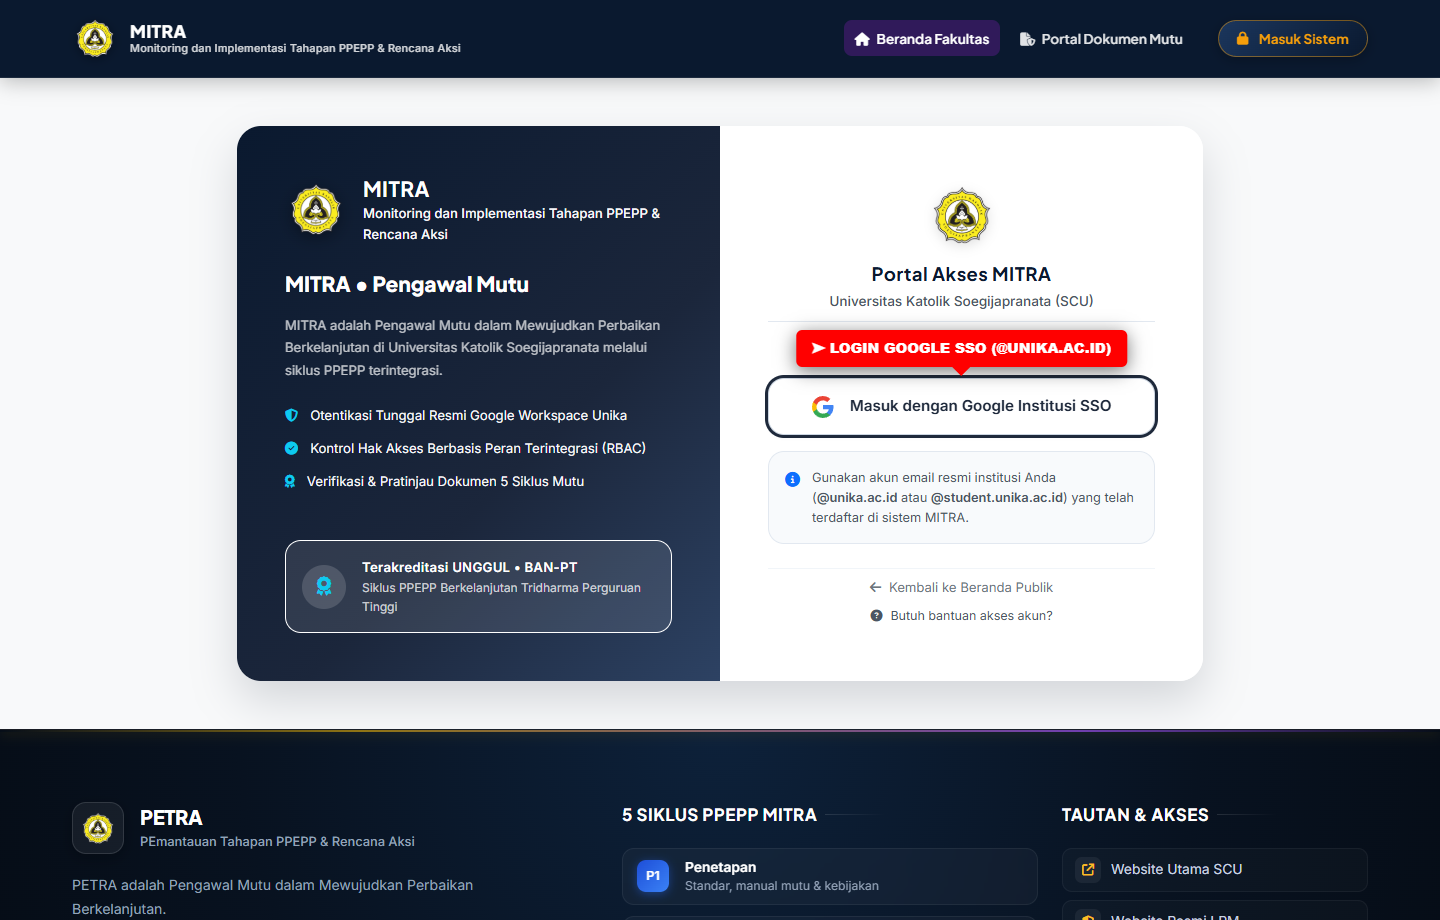 MITRA
Monitoring dan Implementasi Tahapan PPEPP & Rencana Aksi
Beranda Fakultas
Portal Dokumen Mutu
Masuk Sistem
MITRA
Monitoring dan Implementasi Tahapan PPEPP &
Rencana Aksi
MITRA ● Pengawal Mutu
MITRA adalah Pengawal Mutu dalam Mewujudkan Perbaikan
Berkelanjutan di Universitas Katolik Soegijapranata melalui
siklus PPEPP terintegrasi.
Otentikasi Tunggal Resmi Google Workspace Unika
Kontrol Hak Akses Berbasis Peran Terintegrasi (RBAC)
Verifikasi & Pratinjau Dokumen 5 Siklus Mutu
Terakreditasi UNGGUL • BAN-PT
Siklus PPEPP Berkelanjutan Tridharma Perguruan
Tinggi
Portal Akses MITRA
Universitas Katolik Soegijapranata (SCU)
➤ LOGIN GOOGLE SSO (@UNIKA.AC.ID)
Masuk dengan Google Institusi SSO
Gunakan akun email resmi institusi Anda
(@unika.ac.id atau @student.unika.ac.id) yang telah
terdaftar di sistem MITRA.
← Kembali ke Beranda Publik
Butuh bantuan akses akun?
PETRA
PEmantauan Tahapan PPEPP & Rencana Aksi
PETRA adalah Pengawal Mutu dalam Mewujudkan Perbaikan
Berkelanjutan.
5 SIKLUS PPEPP MITRA
P1
Penetapan
Standar, manual mutu & kebijakan
TAUTAN & AKSES
Website Utama SCU
Website Resmi LPM